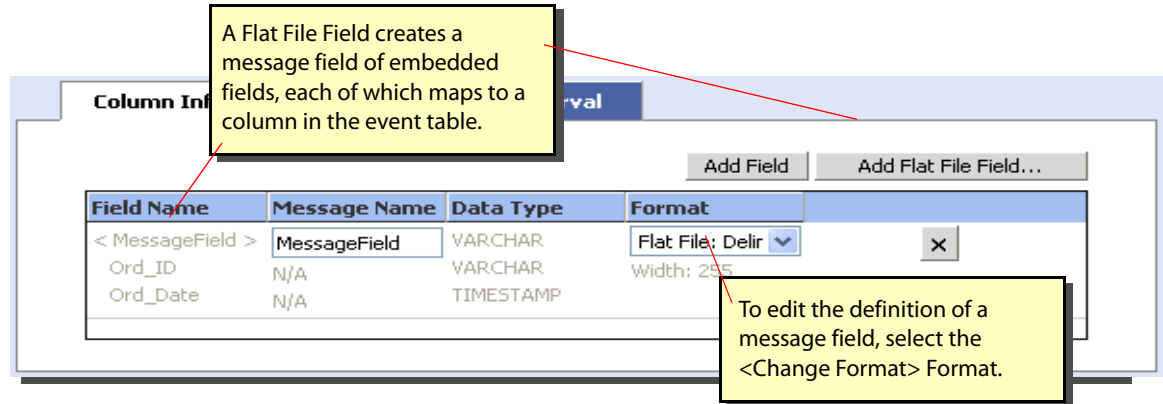 A Flat File Field creates a
message field of embedded
fields, each of which maps to a
column in the event table.
Column Inf
rval
Add Field
Add Flat File Field...
Field Name Message Name Data Type Format
< MessageField > MessageField VARCHAR Flat File: Delir
Ord_ID N/A VARCHAR Width: 255
Ord_Date N/A TIMESTAMP
To edit the definition of a
message field, select the
<Change Format> Format.